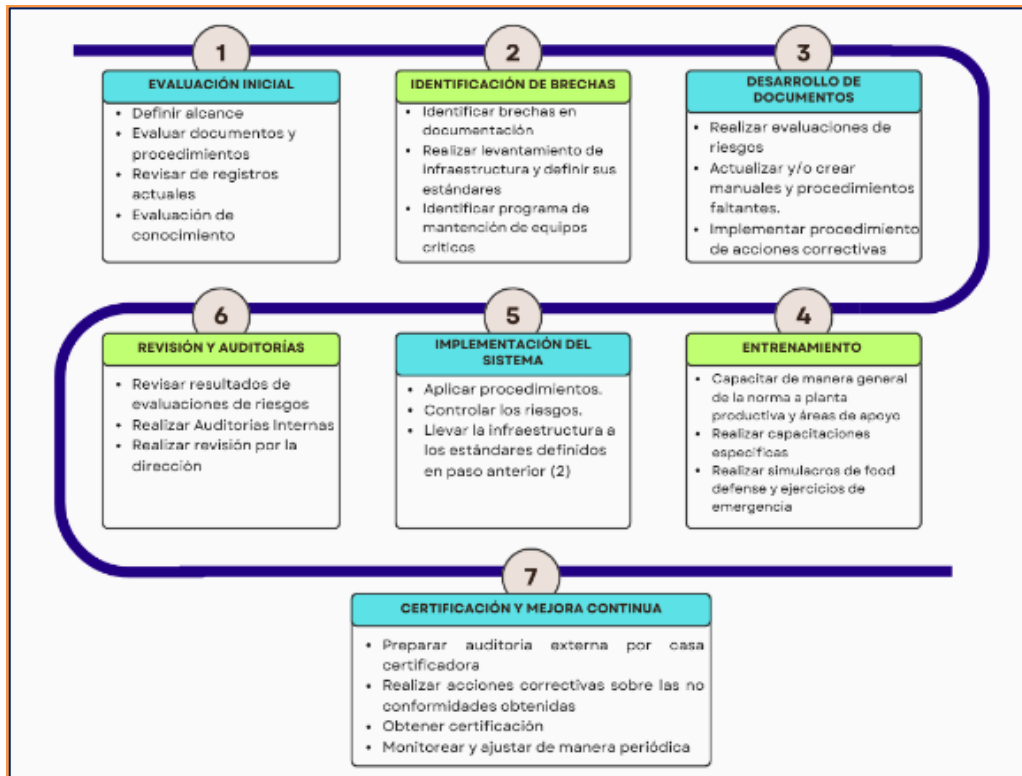 1
EVALUACIÓN INICIAL
• Definir alcance
• Evaluar documentos y
procedimientos
• Revisar de registros
actuales
• Evaluación de
conocimiento
2
IDENTIFICACIÓN DE BRECHAS
• Identificar brechas en
documentación
• Realizar levantamiento de
infraestructura y definir sus
estándares
• Identificar programa de
mantención de equipos
críticos
3
DESARROLLO DE
DOCUMENTOS
• Realizar evaluaciones de
riesgos
• Actualizar y/o crear
manuales y procedimientos
faltantes.
• Implementar procedimiento
de acciones correctivas
4
ENTRENAMIENTO
• Capacitar de manera general
de la norma a planta
productiva y áreas de apoyo
• Realizar capacitaciones
específicas
• Realizar simulacros de food
defense y ejercicios de
emergencia
5
IMPLEMENTACIÓN DEL
SISTEMA
• Aplicar procedimientos.
• Controlar los riesgos.
• Llevar la infraestructura a
los estándares definidos
en paso anterior (2)
6
REVISIÓN Y AUDITORÍAS
• Revisar resultados de
evaluaciones de riesgos
• Realizar Auditorias Internas
• Realizar revisión por la
dirección
7
CERTIFICACIÓN Y MEJORA CONTINUA
• Preparar auditoria externa por casa
certificadora
• Realizar acciones correctivas sobre las no
conformidades obtenidas
• Obtener certificación
• Monitorear y ajustar de manera periódica